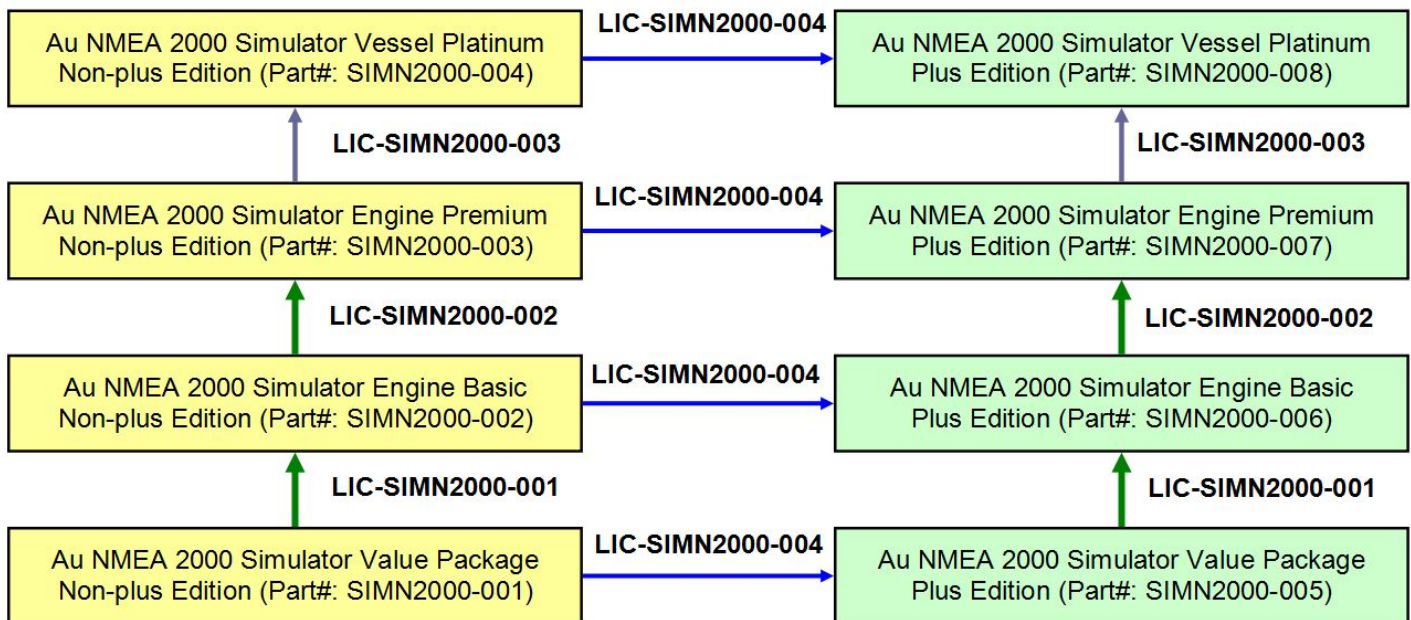 LIC-SIMN2000-004
Au NMEA 2000 Simulator Vessel Platinum
Non-plus Edition (Part#: SIMN2000-004)
Au NMEA 2000 Simulator Vessel Platinum
Plus Edition (Part#: SIMN2000-008)
LIC-SIMN2000-003
LIC-SIMN2000-003
LIC-SIMN2000-004
Au NMEA 2000 Simulator Engine Premium
Non-plus Edition (Part#: SIMN2000-003)
Au NMEA 2000 Simulator Engine Premium
Plus Edition (Part#: SIMN2000-007)
LIC-SIMN2000-002
LIC-SIMN2000-002
LIC-SIMN2000-004
Au NMEA 2000 Simulator Engine Basic
Non-plus Edition (Part#: SIMN2000-002)
Au NMEA 2000 Simulator Engine Basic
Plus Edition (Part#: SIMN2000-006)
LIC-SIMN2000-001
LIC-SIMN2000-001
LIC-SIMN2000-004
Au NMEA 2000 Simulator Value Package
Non-plus Edition (Part#: SIMN2000-001)
Au NMEA 2000 Simulator Value Package
Plus Edition (Part#: SIMN2000-005)